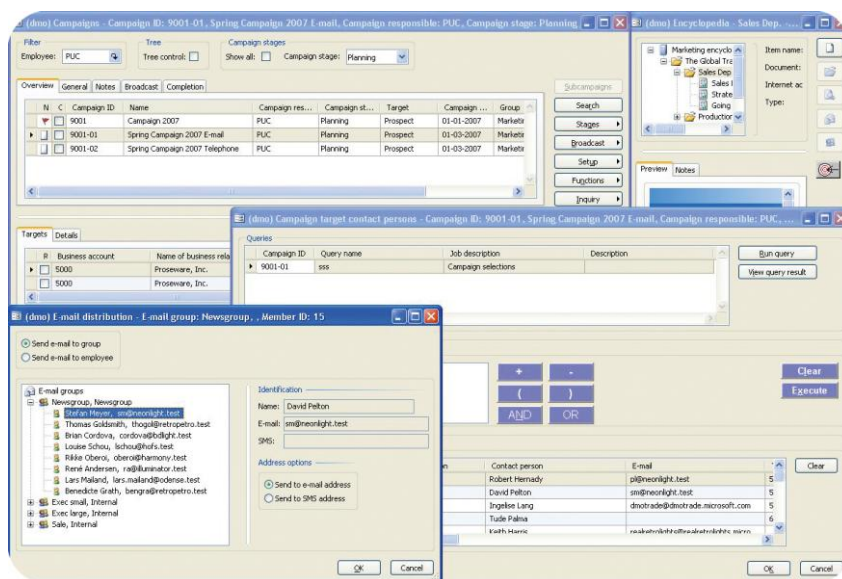 (dmo) Campaigns - Campaign ID: 9001-01, Spring Campaign 2007 E-mail, Campaign responsible: PUC, Campaign stage: Planning
Filter Tree Campaign stages
Employee: PUC Tree control: Show all: Campaign stage: Planning
Overview General Notes Broadcast Completion
Subcampaigns
N C Campaign ID Name Campaign res... Campaign st... Target Campaign ... Group
9001 Campaign 2007 PUC Planning Prospect 01-01-2007 Marketin
9001-01 Spring Campaign 2007 E-mail PUC Planning Prospect 01-03-2007 Marketin
9001-02 Spring Campaign 2007 Telephone PUC Planning Prospect 01-03-2007 Marketin
Search
Stages
Broadcast
Setup
Functions
Inquiry
Targets Details
R Business account Name of business rela
5000 Proseware, Inc.
5000 Proseware, Inc.
(dmo) Encyclopedia - Sales Dep. -...
Marketing encyclo
The Global Tra
Sales Dep
Sales I
Strate
Going
Production
Item name:
Document:
Internet ac
Type:
Preview Notes
(dmo) Campaign target contact persons - Campaign ID: 9001-01, Spring Campaign 2007 E-mail, Campaign responsible: PUC, ...
Queries
Campaign ID Query name Job description Description
9001-01 sss Campaign selections
Run query
View query result
+ -
( )
AND OR
Clear
Execute
Contact person E-mail
Robert Hernady pl@neonlight.test 5
David Pelton sm@neonlight.test 5
Ingelise Lang dmotrade@dmotrade.microsoft.com 5
Tude Palma 6
Keith Harris
Clear
OK Cancel
(dmo) E-mail distribution - E-mail group: Newsgroup, , Member ID: 15
Send e-mail to group
Send e-mail to employee
E-mail groups
Newsgroup, Newsgroup
Stefan Meyer, sm@neonlight.test
Thomas Goldsmith, thogol@retropetro.test
Brian Cordova, cordova@bdlight.test
Louise Schou, lschou@hofs.test
Rikke Oberoi, oberoi@harmony.test
René Andersen, ra@illuminator.test
Lars Mailand, lars.mailand@odense.test
Benedicte Grath, bengra@retropetro.test
Exec small, Internal
Exec large, Internal
Sale, Internal
Identification
Name: David Pelton
E-mail: sm@neonlight.test
SMS:
Address options
Send to e-mail address
Send to SMS address
OK Cancel